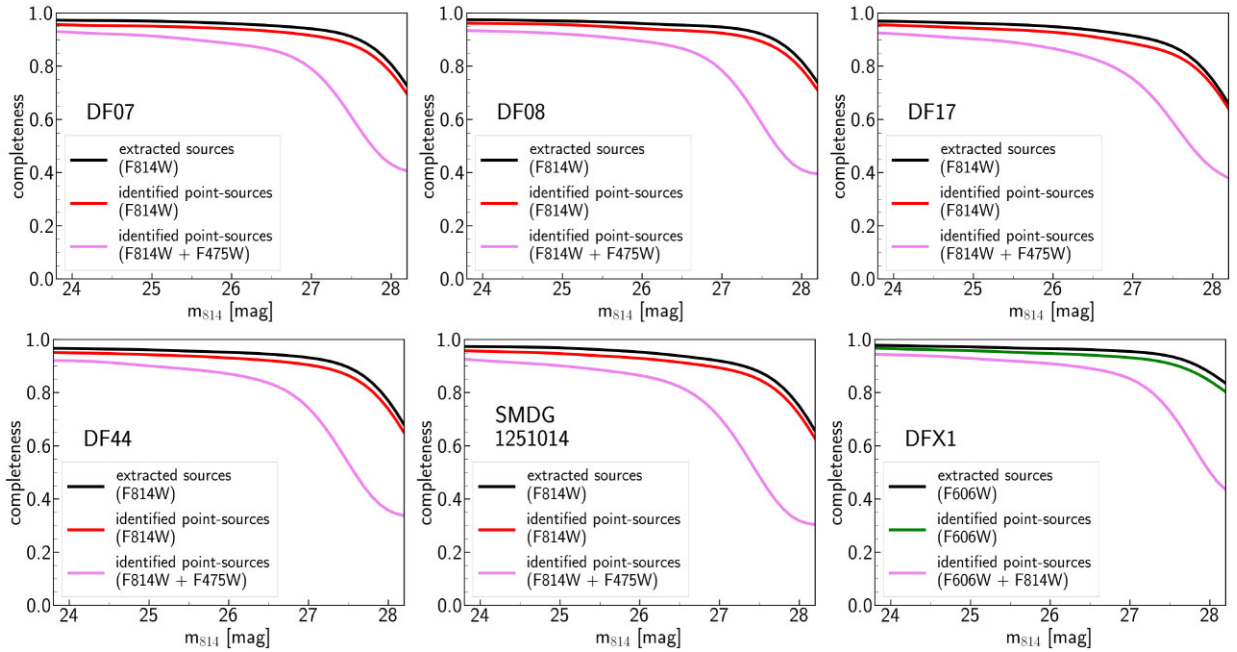 1.0
0.8
0.6
0.4
0.2
0.0
completeness
DF07
extracted sources
(F814W)
identified point-sources
(F814W)
identified point-sources
(F814W + F475W)
24 25 26 27 28
m814 [mag]
1.0
0.8
0.6
0.4
0.2
0.0
completeness
DF08
extracted sources
(F814W)
identified point-sources
(F814W)
identified point-sources
(F814W + F475W)
24 25 26 27 28
m814 [mag]
1.0
0.8
0.6
0.4
0.2
0.0
completeness
DF17
extracted sources
(F814W)
identified point-sources
(F814W)
identified point-sources
(F814W + F475W)
24 25 26 27 28
m814 [mag]
1.0
0.8
0.6
0.4
0.2
0.0
completeness
DF44
extracted sources
(F814W)
identified point-sources
(F814W)
identified point-sources
(F814W + F475W)
24 25 26 27 28
m814 [mag]
1.0
0.8
0.6
0.4
0.2
0.0
completeness
SMDG
1251014
extracted sources
(F814W)
identified point-sources
(F814W)
identified point-sources
(F814W + F475W)
24 25 26 27 28
m814 [mag]
1.0
0.8
0.6
0.4
0.2
0.0
completeness
DFX1
extracted sources
(F606W)
identified point-sources
(F606W)
identified point-sources
(F606W + F814W)
24 25 26 27 28
m814 [mag]